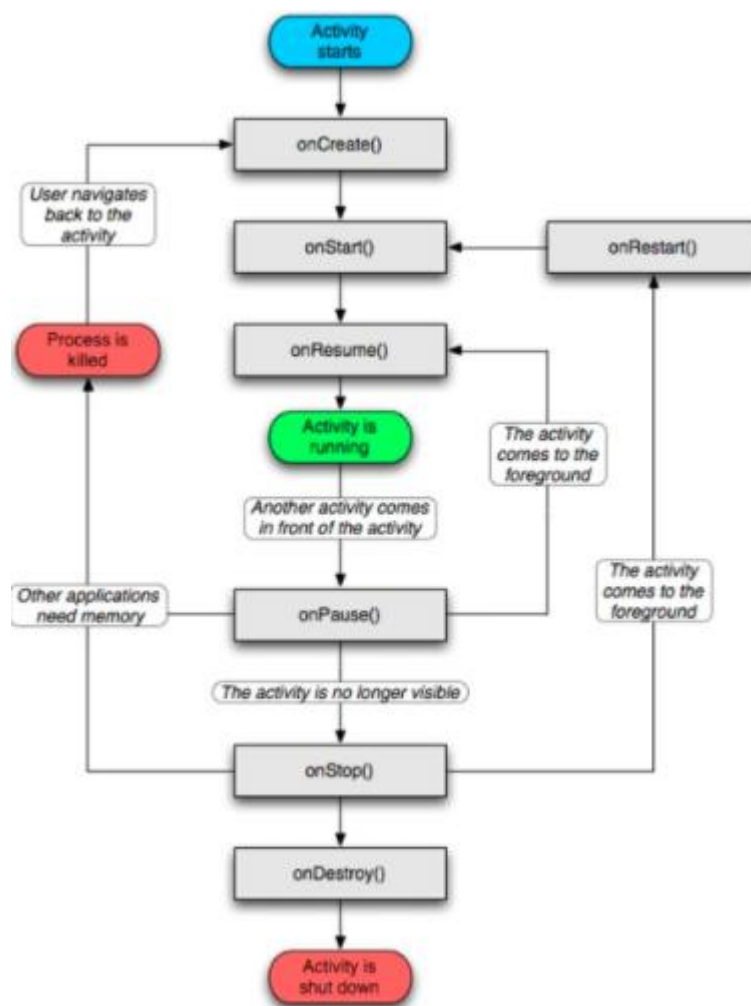 Activity
starts
onCreate()
User navigates
back to the
activity
onStart()
onRestart()
Process is
killed
onResume()
Activity is
running
The activity
comes to the
foreground
Another activity comes
in front of the activity
The activity
comes to the
foreground
Other applications
need memory
onPause()
The activity is no longer visible
onStop()
onDestroy()
Activity is
shut down